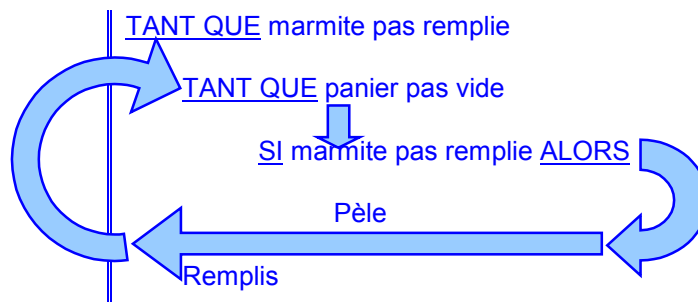 TANT QUE marmite pas remplie
TANT QUE panier pas vide
SI marmite pas remplie ALORS
Pèle
Remplis